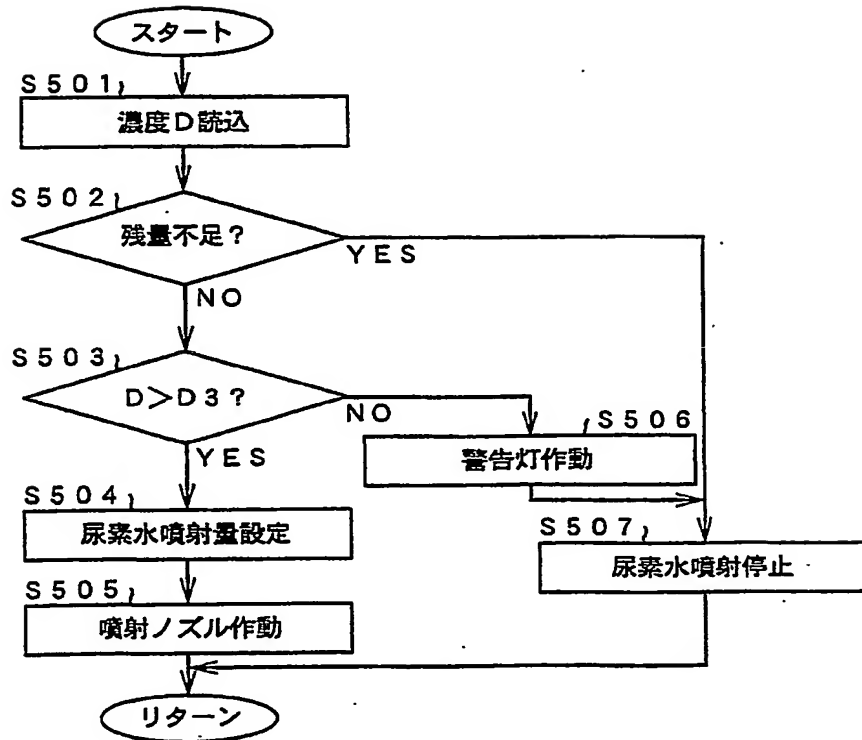 スタート
S501
濃度D読込
S502
残量不足?
YES
NO
S503
D>D3?
NO
YES
S506
警告灯作動
S504
尿素水噴射量設定
S507
尿素水噴射停止
S505
噴射ノズル作動
リターン